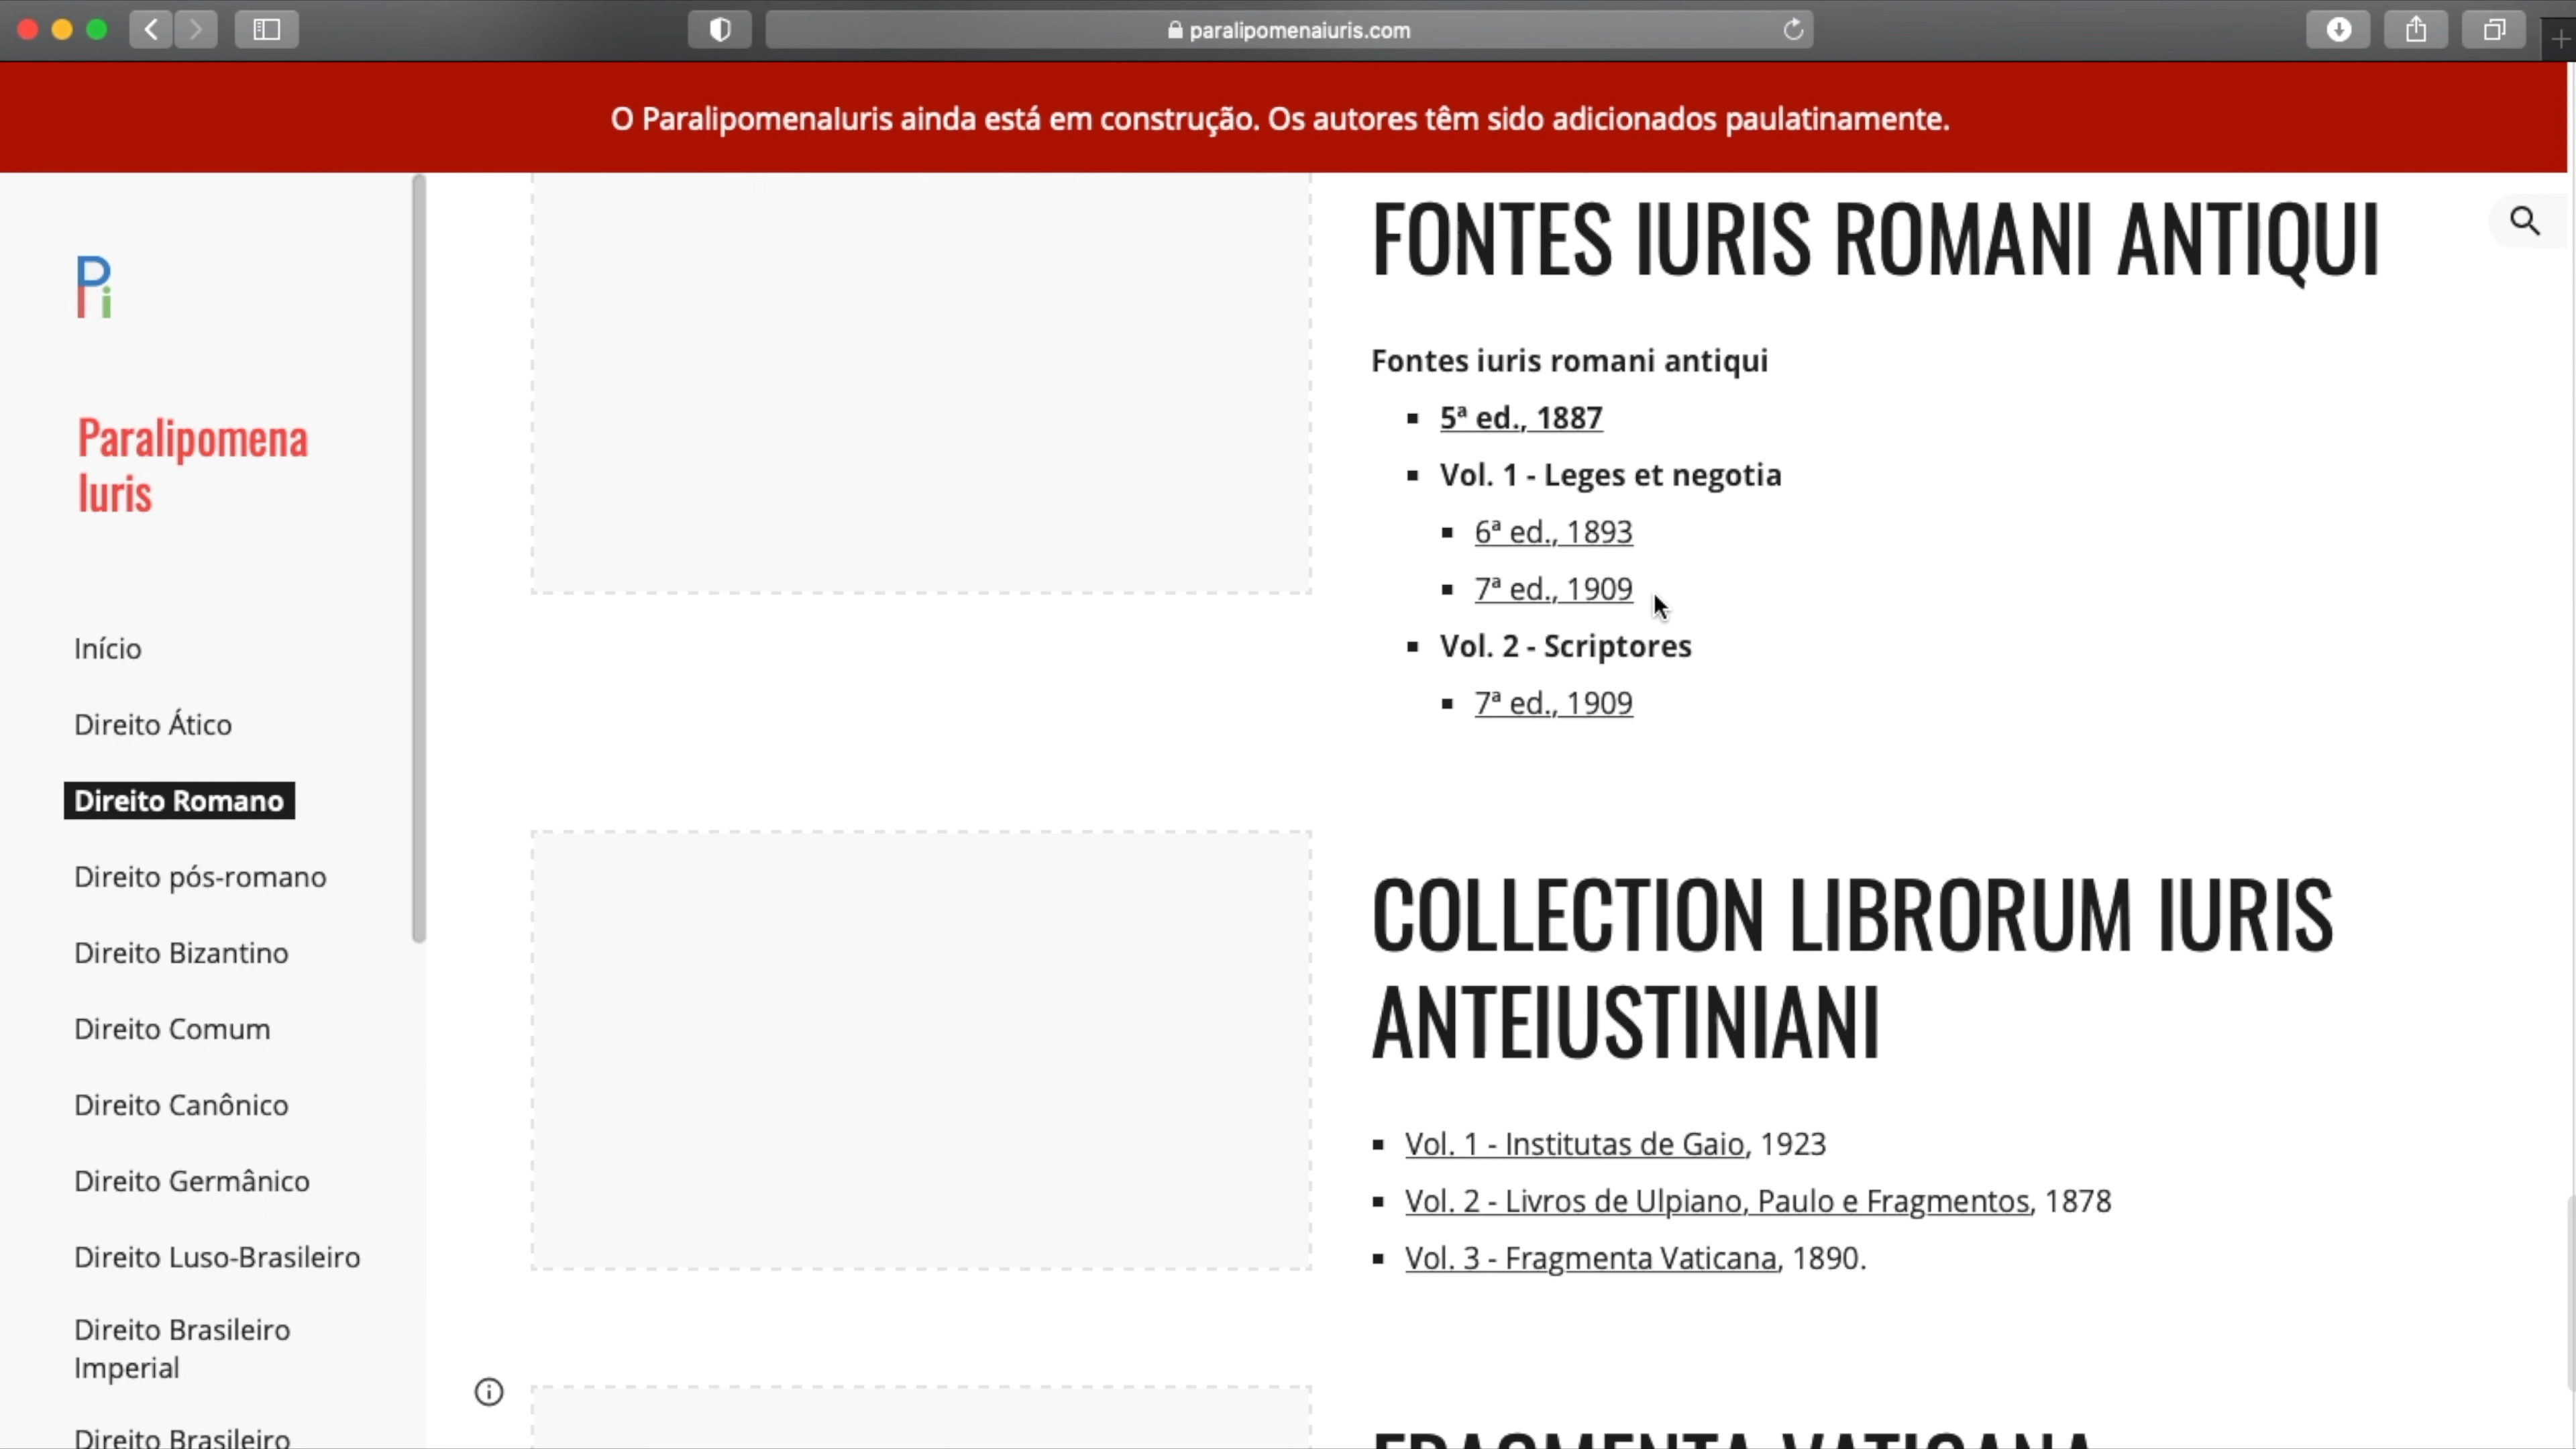 paralipomenaiuris.com
O ParalipomenaIuris ainda está em construção. Os autores têm sido adicionados paulatinamente.
Pi
Paralipomena
Iuris
Início
Direito Ático
Direito Romano
Direito pós-romano
Direito Bizantino
Direito Comum
Direito Canônico
Direito Germânico
Direito Luso-Brasileiro
Direito Brasileiro
Imperial
Direito Brasileiro
FONTES IURIS ROMANI ANTIQUI
Fontes iuris romani antiqui
5ª ed., 1887
Vol. 1 - Leges et negotia
6ª ed., 1893
7ª ed., 1909
Vol. 2 - Scriptores
7ª ed., 1909
COLLECTION LIBRORUM IURIS
ANTEIUSTINIANI
Vol. 1 - Institutas de Gaio, 1923
Vol. 2 - Livros de Ulpiano, Paulo e Fragmentos, 1878
Vol. 3 - Fragmenta Vaticana, 1890.
FRAGMENTA VATICANA